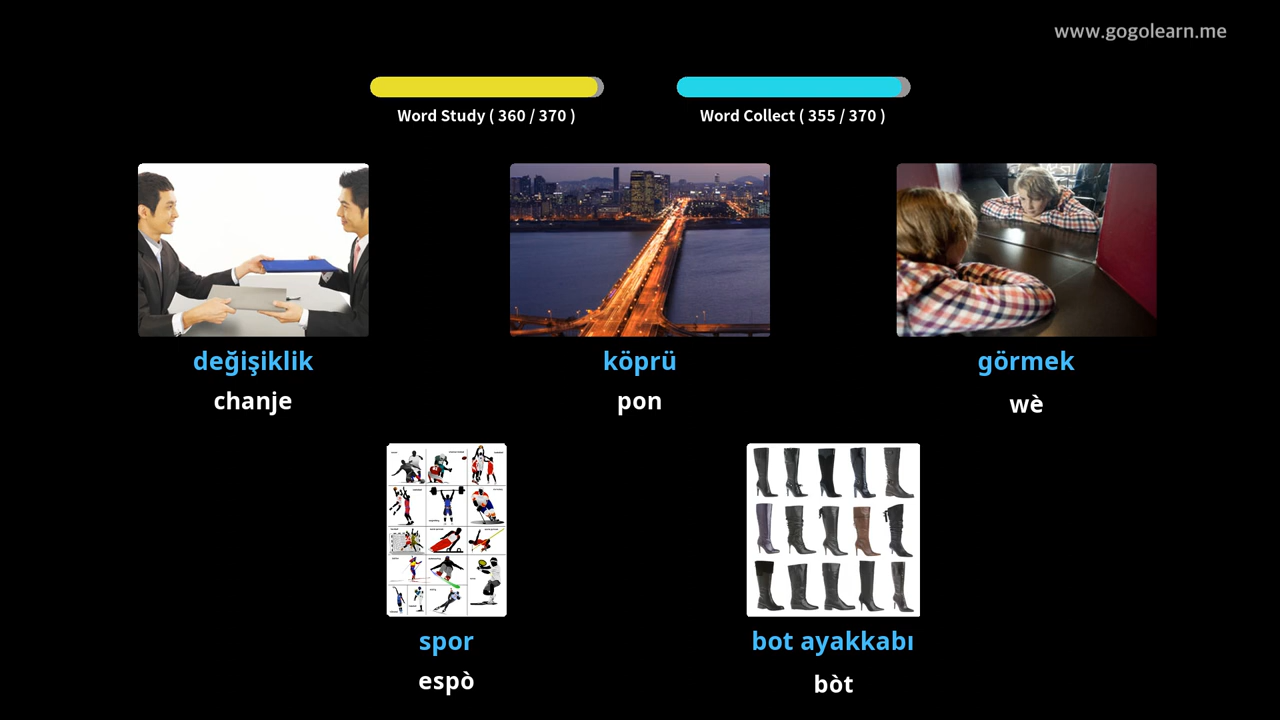 www.gogolearn.me
Word Study ( 360 / 370 )
Word Collect ( 355 / 370 )
değişiklik
köprü
görmek
chanje
pon
wè
spor
bot ayakkabı
espò
bòt